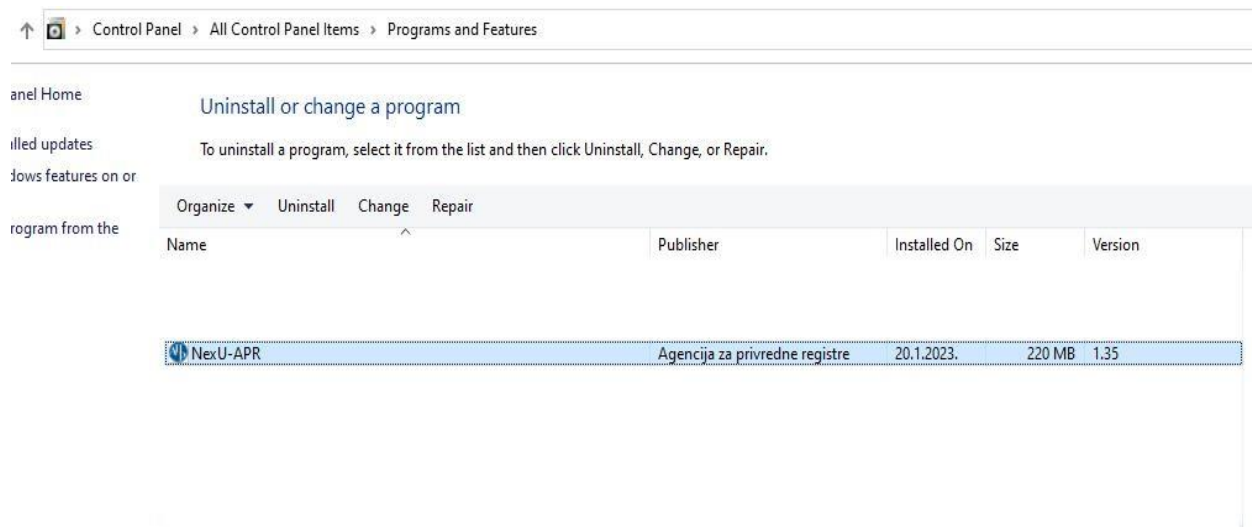 Control Panel > All Control Panel Items > Programs and Features
anel Home
Uninstall or change a program
lled updates
To uninstall a program, select it from the list and then click Uninstall, Change, or Repair.
dows features on or
Organize Uninstall Change Repair
rogram from the
Name Publisher Installed On Size Version
NexU-APR Agencija za privredne registre 20.1.2023. 220 MB 1.35